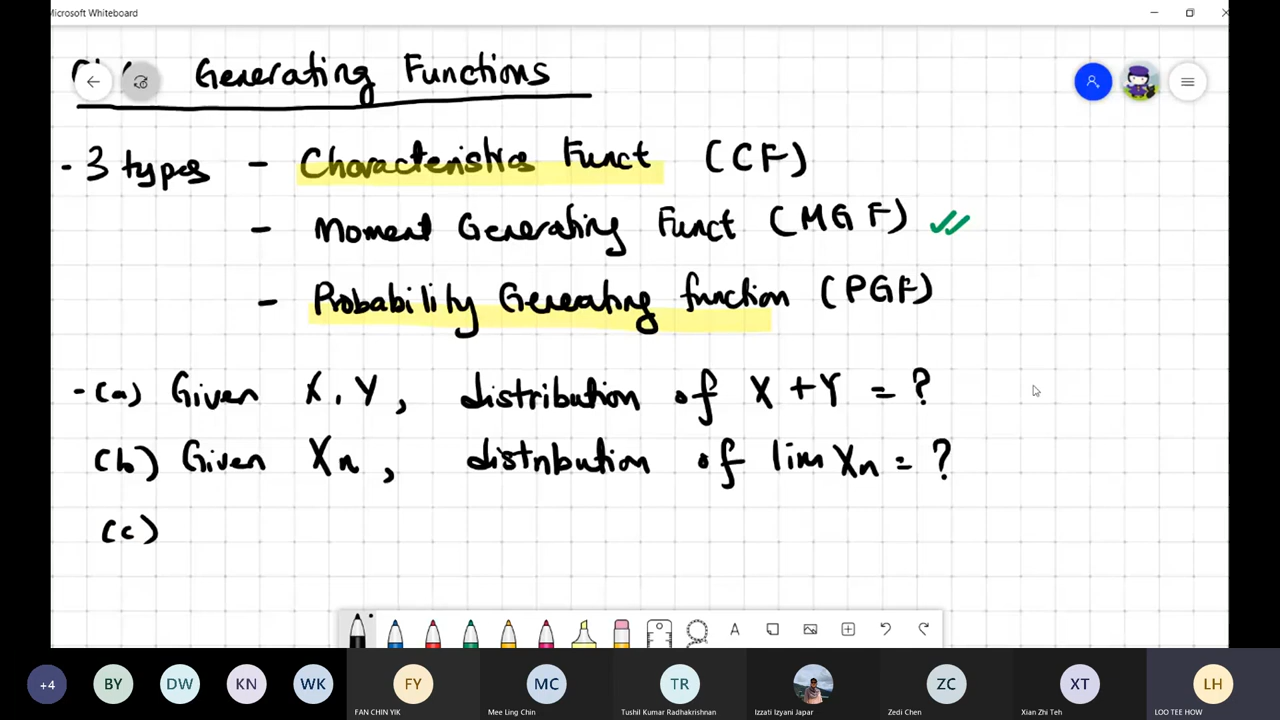 Microsoft Whiteboard
Generating Functions
- 3 types - Characteristics Funct (CF)
- Moment Generating Funct (MGF)
- Probability Generating function (PGF)
- (a) Given X, Y, distribution of X + Y = ?
(b) Given Xn, distribution of lim Xn = ?
(c)
A
+4 BY DW KN WK FY MC TR ZC XT LH
FAN CHIN YIK Mee Ling Chin Tushil Kumar Radhakrishnan Izzati Izyani Japar Zedi Chen Xian Zhi Teh LOO TEE HOW